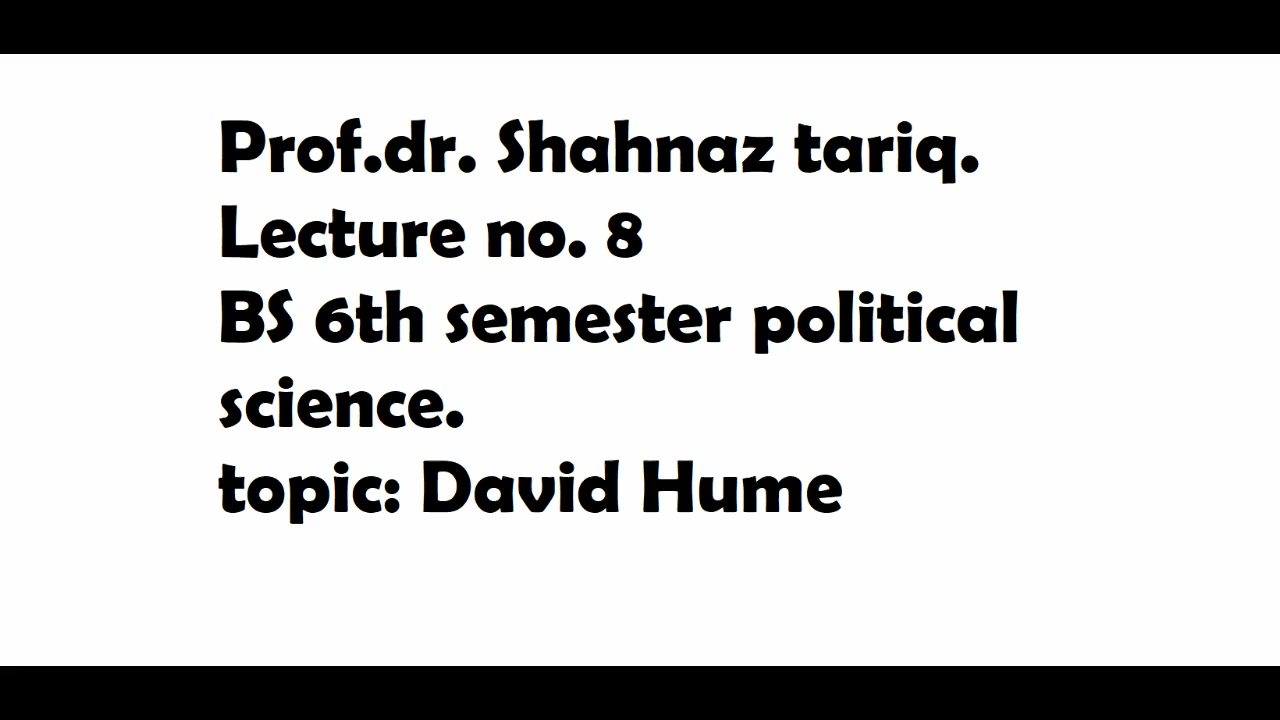 Prof.dr. Shahnaz tariq.
Lecture no. 8
BS 6th semester political
science.
topic: David Hume